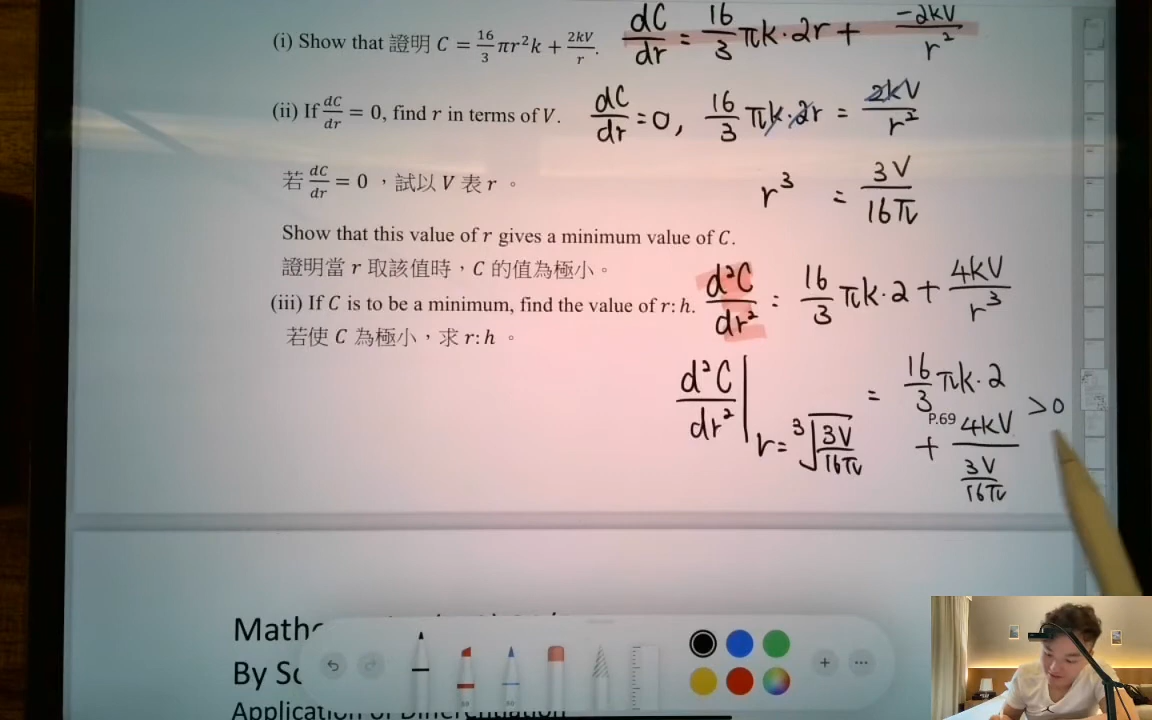 (i) Show that 證明 C = 16/3 πr²k + 2kV/r.
dC/dr = 16/3 πk·2r + -2kV/r²
(ii) If dC/dr = 0, find r in terms of V.
dC/dr = 0, 16/3 πk·2r = 2kV/r²
若 dC/dr = 0 ，試以 V 表 r 。
r³ = 3V/16π
Show that this value of r gives a minimum value of C.
證明當 r 取該值時，C 的值為極小。
d²C/dr² = 16/3 πk·2 + 4kV/r³
(iii) If C is to be a minimum, find the value of r: h.
若使 C 為極小，求 r: h 。
d²C/dr² | r = ³√(3V/16π) = 16/3 πk·2 + 4kV/(3V/16π) >0
P.69
By
Application of Differentiation